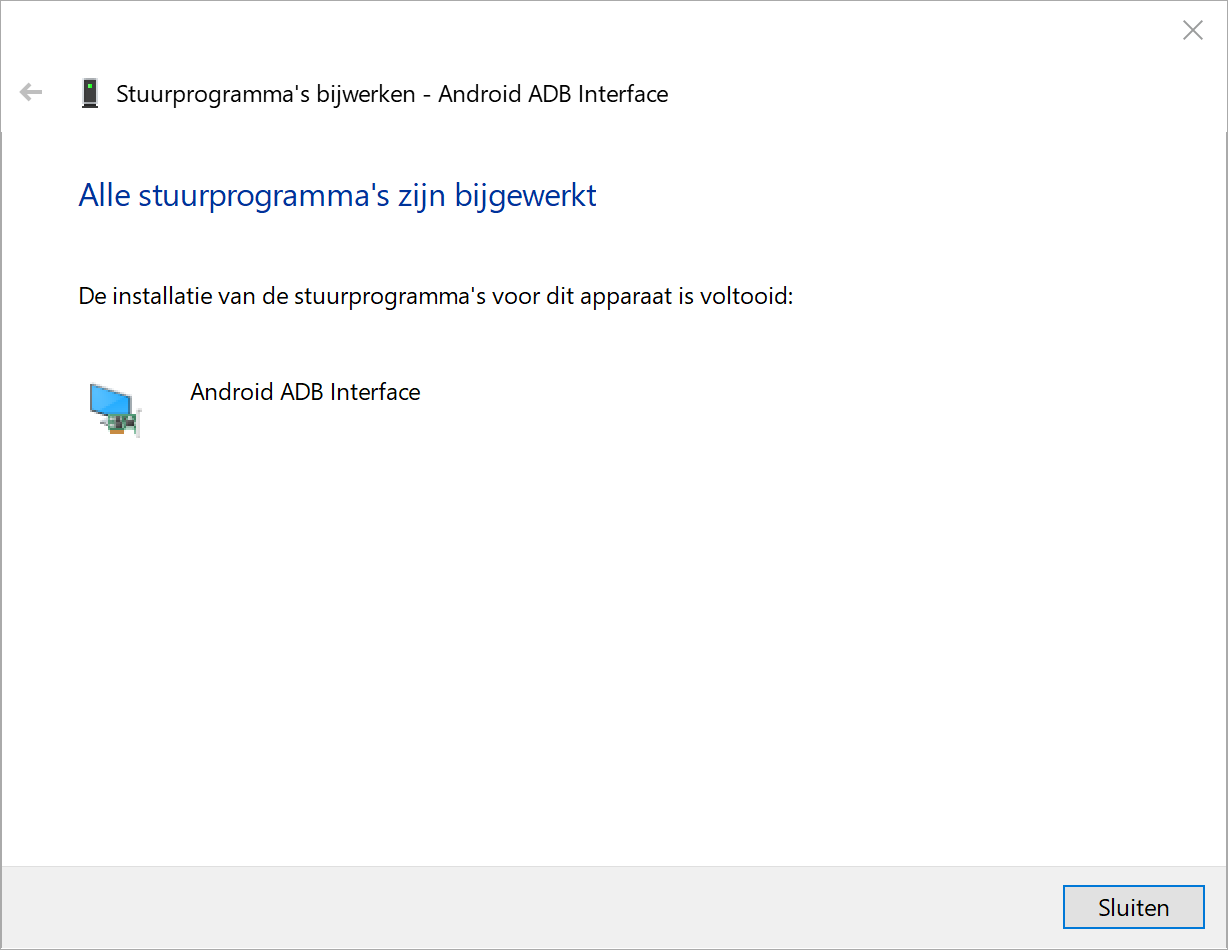 Stuurprogramma's bijwerken - Android ADB Interface
Alle stuurprogramma's zijn bijgewerkt
De installatie van de stuurprogramma's voor dit apparaat is voltooid:
Android ADB Interface
Sluiten